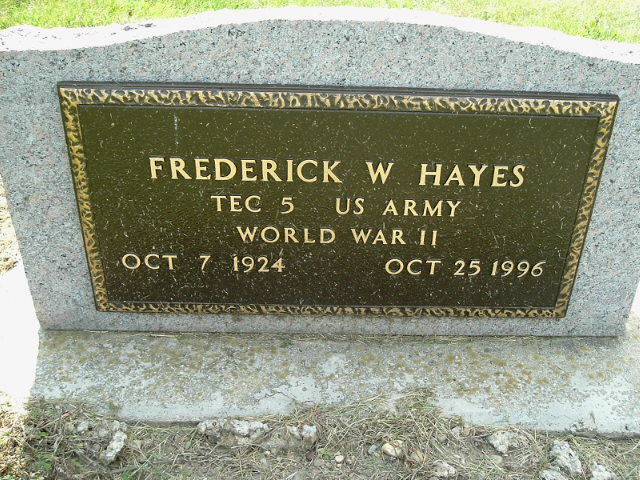 FREDERICK W HAYES
TEC 5 US ARMY
WORLD WAR II
OCT 7 1924 OCT 25 1996